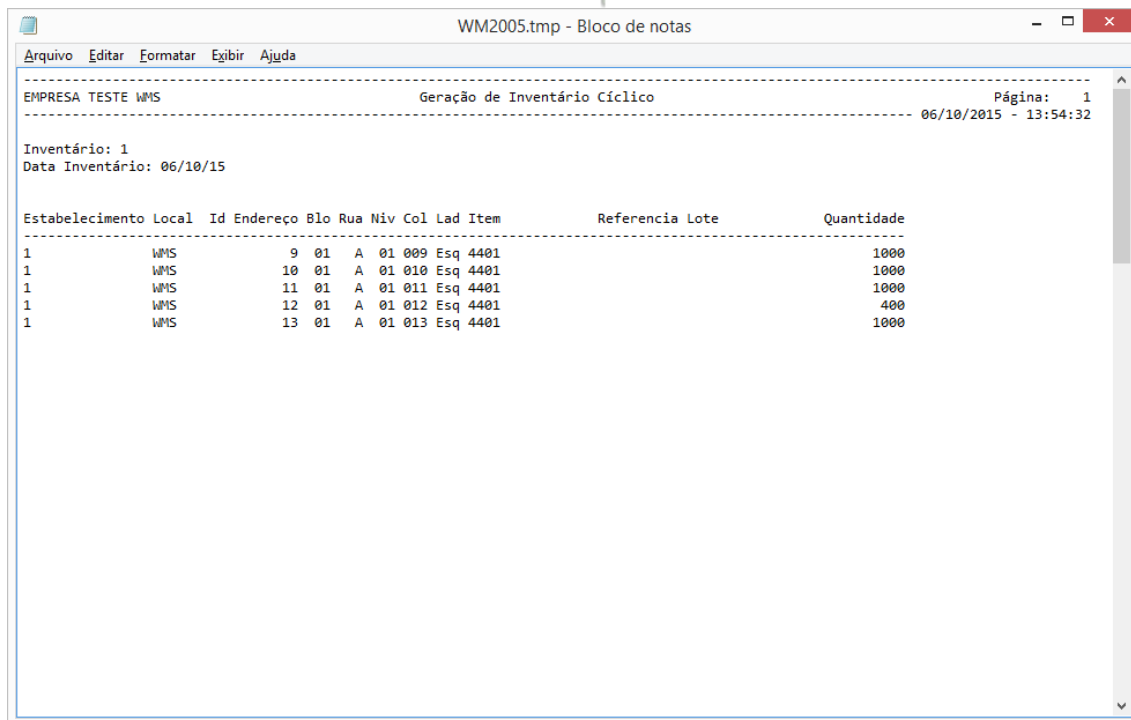 WM2005.tmp - Bloco de notas
Arquivo Editar Formatar Exibir Ajuda
-----------------------------------------------------------------------------------------------------------------------------------
EMPRESA TESTE WMS Geração de Inventário Cíclico Página: 1
-------------------------------------------------------------------------------------------------------------- 06/10/2015 - 13:54:32
Inventário: 1
Data Inventário: 06/10/15
Estabelecimento Local Id Endereço Blo Rua Niv Col Lad Item Referencia Lote Quantidade
-------------------------------------------------------------------------------------------------------------
1 WMS 9 01 A 01 009 Esq 4401 1000
1 WMS 10 01 A 01 010 Esq 4401 1000
1 WMS 11 01 A 01 011 Esq 4401 1000
1 WMS 12 01 A 01 012 Esq 4401 400
1 WMS 13 01 A 01 013 Esq 4401 1000